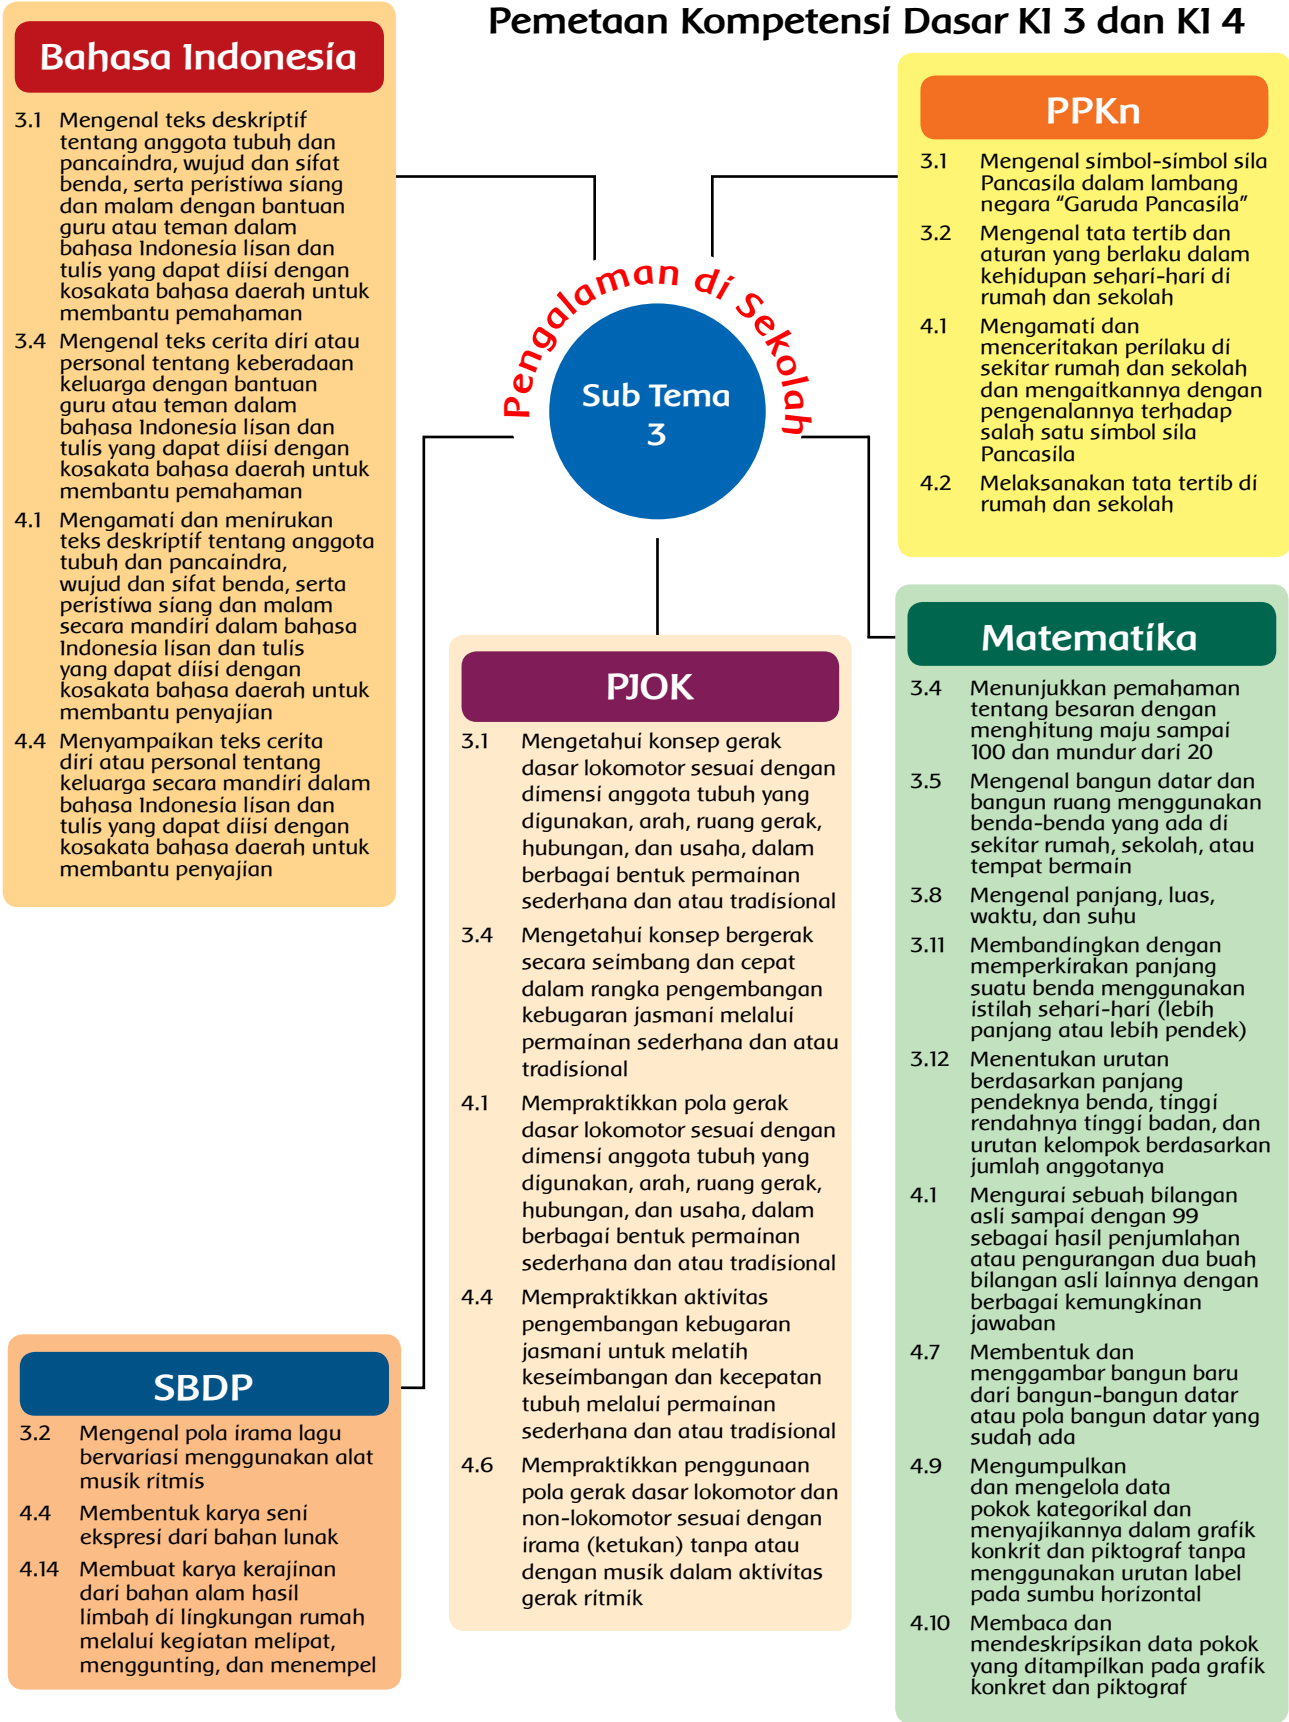 Pemetaan Kompetensi Dasar KI 3 dan KI 4
Bahasa Indonesia
3.1 Mengenal teks deskriptif
tentang anggota tubuh dan
pancaindra, wujud dan sifat
benda, serta peristiwa siang
dan malam dengan bantuan
guru atau teman dalam
bahasa Indonesia lisan dan
tulis yang dapat diisi dengan
kosakata bahasa daerah untuk
membantu pemahaman
3.4 Mengenal teks cerita diri atau
personal tentang keberadaan
keluarga dengan bantuan
guru atau teman dalam
bahasa Indonesia lisan dan
tulis yang dapat diisi dengan
kosakata bahasa daerah untuk
membantu pemahaman
4.1 Mengamati dan menirukan
teks deskriptif tentang anggota
tubuh dan pancaindra,
wujud dan sifat benda, serta
peristiwa siang dan malam
secara mandiri dalam bahasa
Indonesia lisan dan tulis
yang dapat diisi dengan
kosakata bahasa daerah untuk
membantu penyajian
4.4 Menyampaikan teks cerita
diri atau personal tentang
keluarga secara mandiri dalam
bahasa Indonesia lisan dan
tulis yang dapat diisi dengan
kosakata bahasa daerah untuk
membantu penyajian
PPKn
3.1 Mengenal simbol-simbol sila
Pancasila dalam lambang
negara “Garuda Pancasila”
3.2 Mengenal tata tertib dan
aturan yang berlaku dalam
kehidupan sehari-hari di
rumah dan sekolah
4.1 Mengamati dan
menceritakan perilaku di
sekitar rumah dan sekolah
dan mengaitkannya dengan
pengenalannya terhadap
salah satu simbol sila
Pancasila
4.2 Melaksanakan tata tertib di
rumah dan sekolah
Pengalaman di Sekolah
Sub Tema
3
PJOK
3.1 Mengetahui konsep gerak
dasar lokomotor sesuai dengan
dimensi anggota tubuh yang
digunakan, arah, ruang gerak,
hubungan, dan usaha, dalam
berbagai bentuk permainan
sederhana dan atau tradisional
3.4 Mengetahui konsep bergerak
secara seimbang dan cepat
dalam rangka pengembangan
kebugaran jasmani melalui
permainan sederhana dan atau
tradisional
4.1 Mempraktikkan pola gerak
dasar lokomotor sesuai dengan
dimensi anggota tubuh yang
digunakan, arah, ruang gerak,
hubungan, dan usaha, dalam
berbagai bentuk permainan
sederhana dan atau tradisional
4.4 Mempraktikkan aktivitas
pengembangan kebugaran
jasmani untuk melatih
keseimbangan dan kecepatan
tubuh melalui permainan
sederhana dan atau tradisional
4.6 Mempraktikkan penggunaan
pola gerak dasar lokomotor dan
non-lokomotor sesuai dengan
irama (ketukan) tanpa atau
dengan musik dalam aktivitas
gerak ritmik
Matematika
3.4 Menunjukkan pemahaman
tentang besaran dengan
menghitung maju sampai
100 dan mundur dari 20
3.5 Mengenal bangun datar dan
bangun ruang menggunakan
benda-benda yang ada di
sekitar rumah, sekolah, atau
tempat bermain
3.8 Mengenal panjang, luas,
waktu, dan suhu
3.11 Membandingkan dengan
memperkirakan panjang
suatu benda menggunakan
istilah sehari-hari (lebih
panjang atau lebih pendek)
3.12 Menentukan urutan
berdasarkan panjang
pendeknya benda, tinggi
rendahnya tinggi badan, dan
urutan kelompok berdasarkan
jumlah anggotanya
4.1 Mengurai sebuah bilangan
asli sampai dengan 99
sebagai hasil penjumlahan
atau pengurangan dua buah
bilangan asli lainnya dengan
berbagai kemungkinan
jawaban
4.7 Membentuk dan
menggambar bangun baru
dari bangun-bangun datar
atau pola bangun datar yang
sudah ada
4.9 Mengumpulkan
dan mengelola data
pokok kategorikal dan
menyajikannya dalam grafik
konkrit dan piktograf tanpa
menggunakan urutan label
pada sumbu horizontal
4.10 Membaca dan
mendeskripsikan data pokok
yang ditampilkan pada grafik
konkret dan piktograf
SBDP
3.2 Mengenal pola irama lagu
bervariasi menggunakan alat
musik ritmis
4.4 Membentuk karya seni
ekspresi dari bahan lunak
4.14 Membuat karya kerajinan
dari bahan alam hasil
limbah di lingkungan rumah
melalui kegiatan melipat,
menggunting, dan menempel